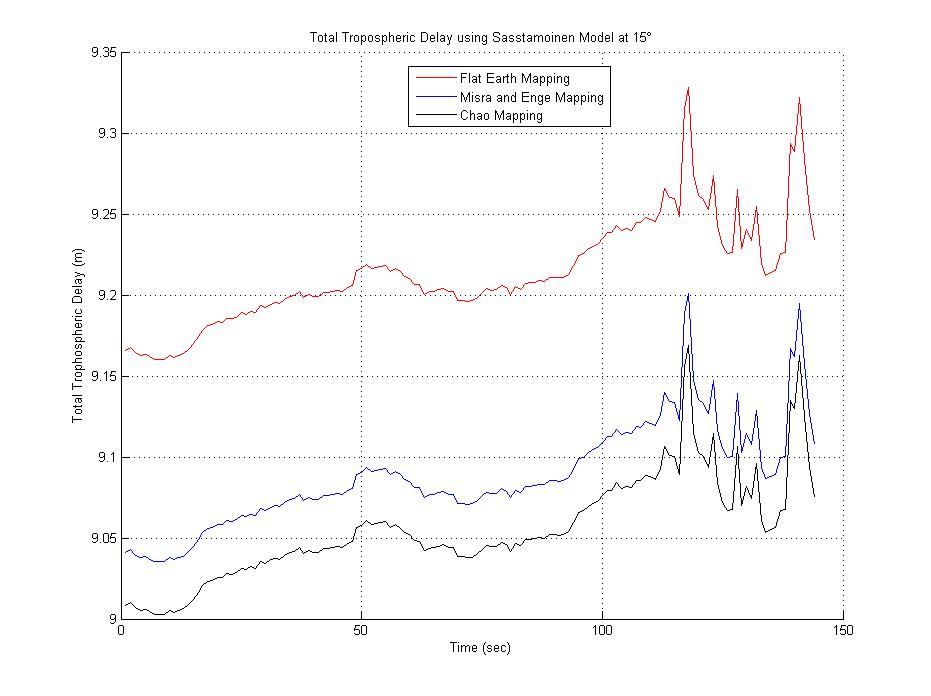 Total Tropospheric Delay using Sasstamoinen Model at 15°
9.35
Flat Earth Mapping
Misra and Enge Mapping
Chao Mapping
9.3
9.25
9.2
9.15
9.1
9.05
9
Total Trophospheric Delay (m)
0
50
100
150
Time (sec)